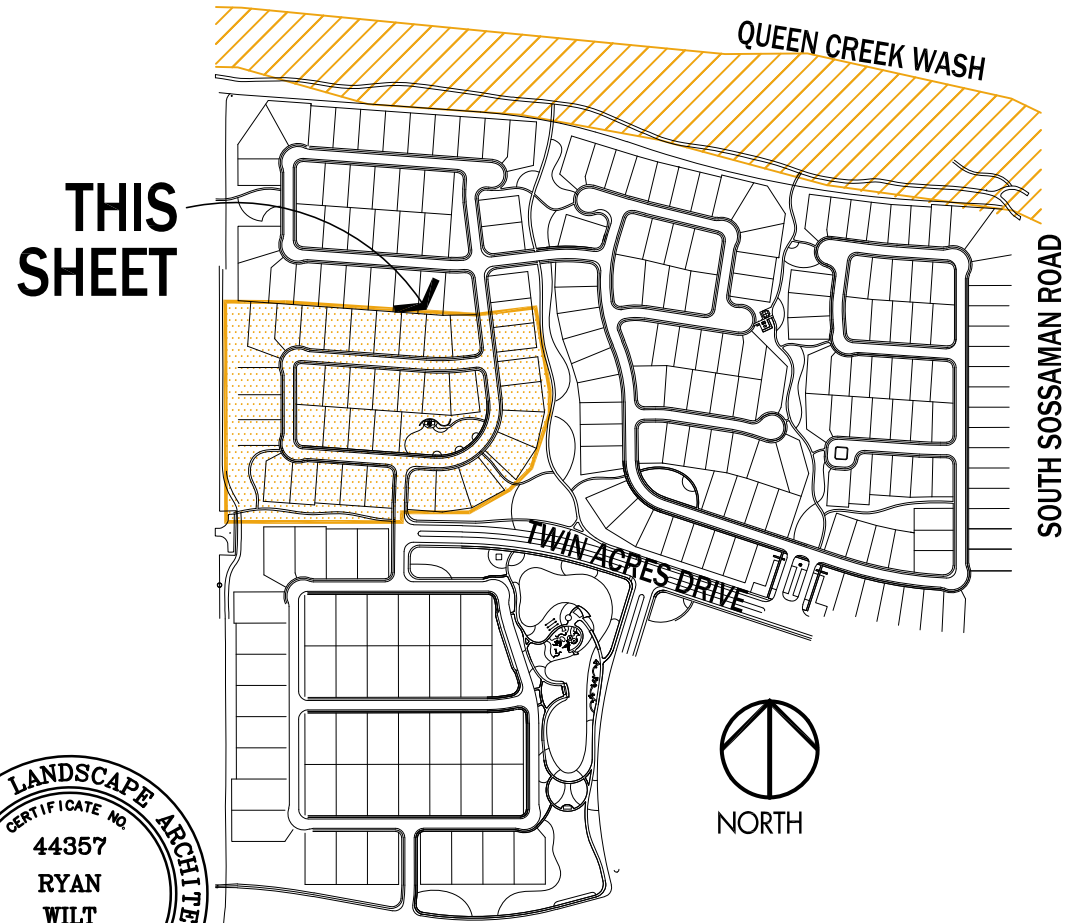 QUEEN CREEK WASH
THIS
SHEET
SOUTH SOSSAMAN ROAD
TWIN ACRES DRIVE
NORTH
LANDSCAPE ARCHITE
CERTIFICATE NO.
44357
RYAN
WILT